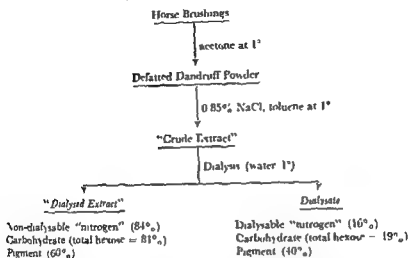 Horse Brushings
acetone at 1°
Defatted Dandruff Powder
0.85% NaCl, toluene at 1°
"Crude Extract"
Dialysis (water 1°)
"Dialysed Extract"
Non-dialysable "nitrogen" (84%)
Carbohydrate (total hexose = 81%)
Pigment (60%)
Dialysate
Dialysable "nitrogen" (16%)
Carbohydrate (total hexose = 19%)
Pigment (40%)